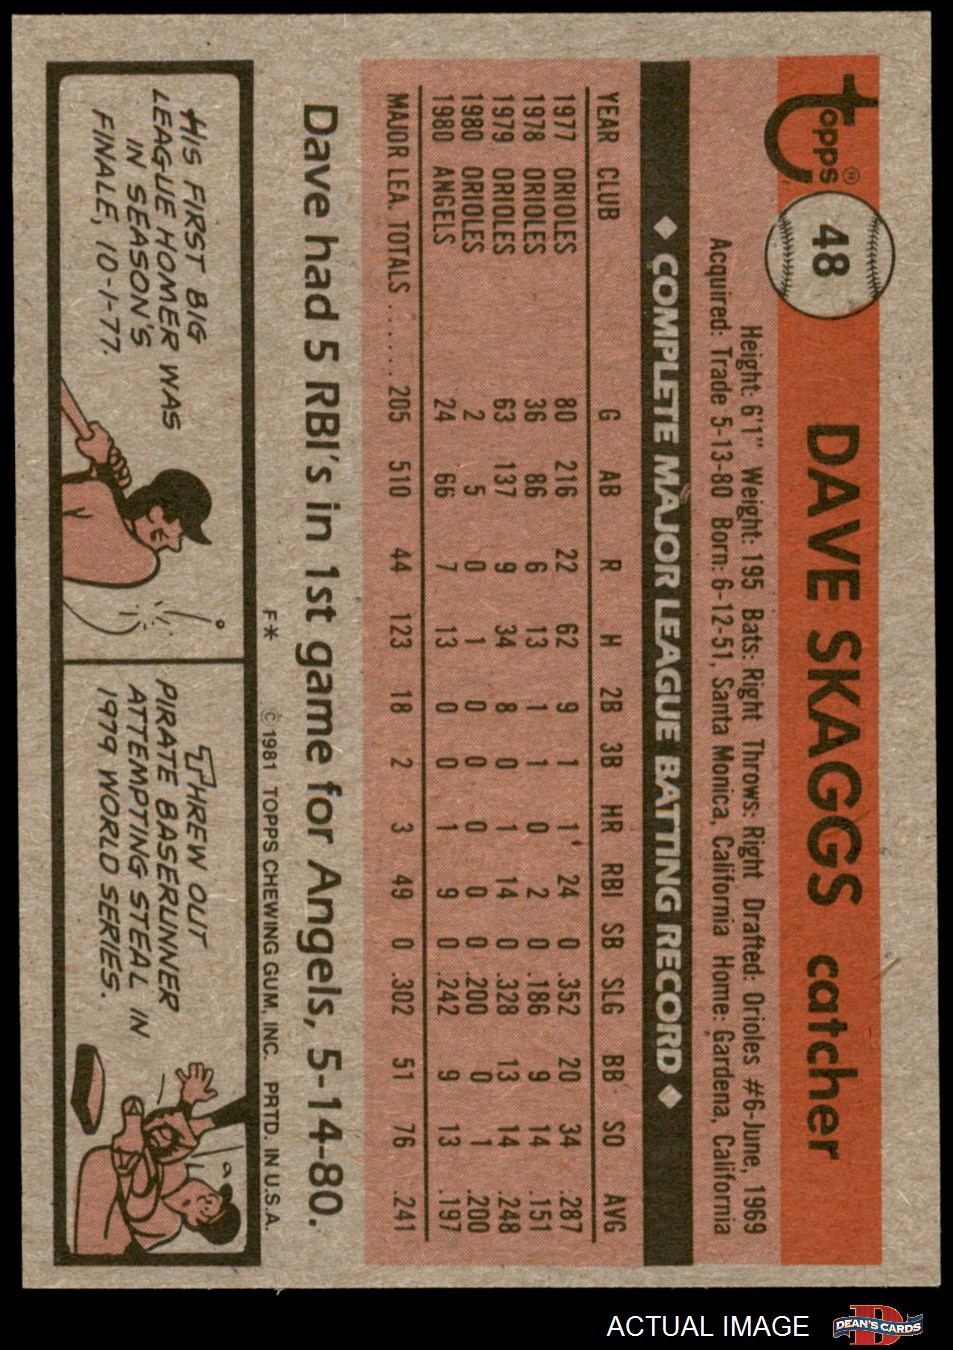 Topps®
48
DAVE SKAGGS catcher
Height: 6'1" Weight: 195 Bats: Right Throws: Right Drafted: Orioles #6-June, 1969
Acquired: Trade 5-13-80 Born: 6-12-51, Santa Monica, California Home: Gardena, California
◆ COMPLETE MAJOR LEAGUE BATTING RECORD ◆
YEAR CLUB G AB R H 2B 3B HR RBI SB SLG BB SO AVG
1977 ORIOLES 80 216 22 62 9 1 1 24 0 .352 20 34 .287
1978 ORIOLES 36 86 6 13 1 1 0 2 0 .186 9 14 .151
1979 ORIOLES 63 137 9 34 8 0 1 14 0 .328 13 14 .248
1980 ORIOLES 2 5 0 1 0 0 0 0 0 .200 0 1 .200
1980 ANGELS 24 66 7 13 0 0 1 9 0 .242 9 13 .197
MAJOR LEA. TOTALS...... 205 510 44 123 18 2 3 49 0 .302 51 76 .241
Dave had 5 RBI's in 1st game for Angels, 5-14-80.
F* © 1981 TOPPS CHEWING GUM, INC. PRTD. IN U.S.A.
HIS FIRST BIG
LEAGUE HOMER WAS
IN SEASON'S
FINALE, 10-1-77.
THREW OUT
PIRATE BASERUNNER
ATTEMPTING STEAL IN
1979 WORLD SERIES.
ACTUAL IMAGE
D
DEAN'S CARDS